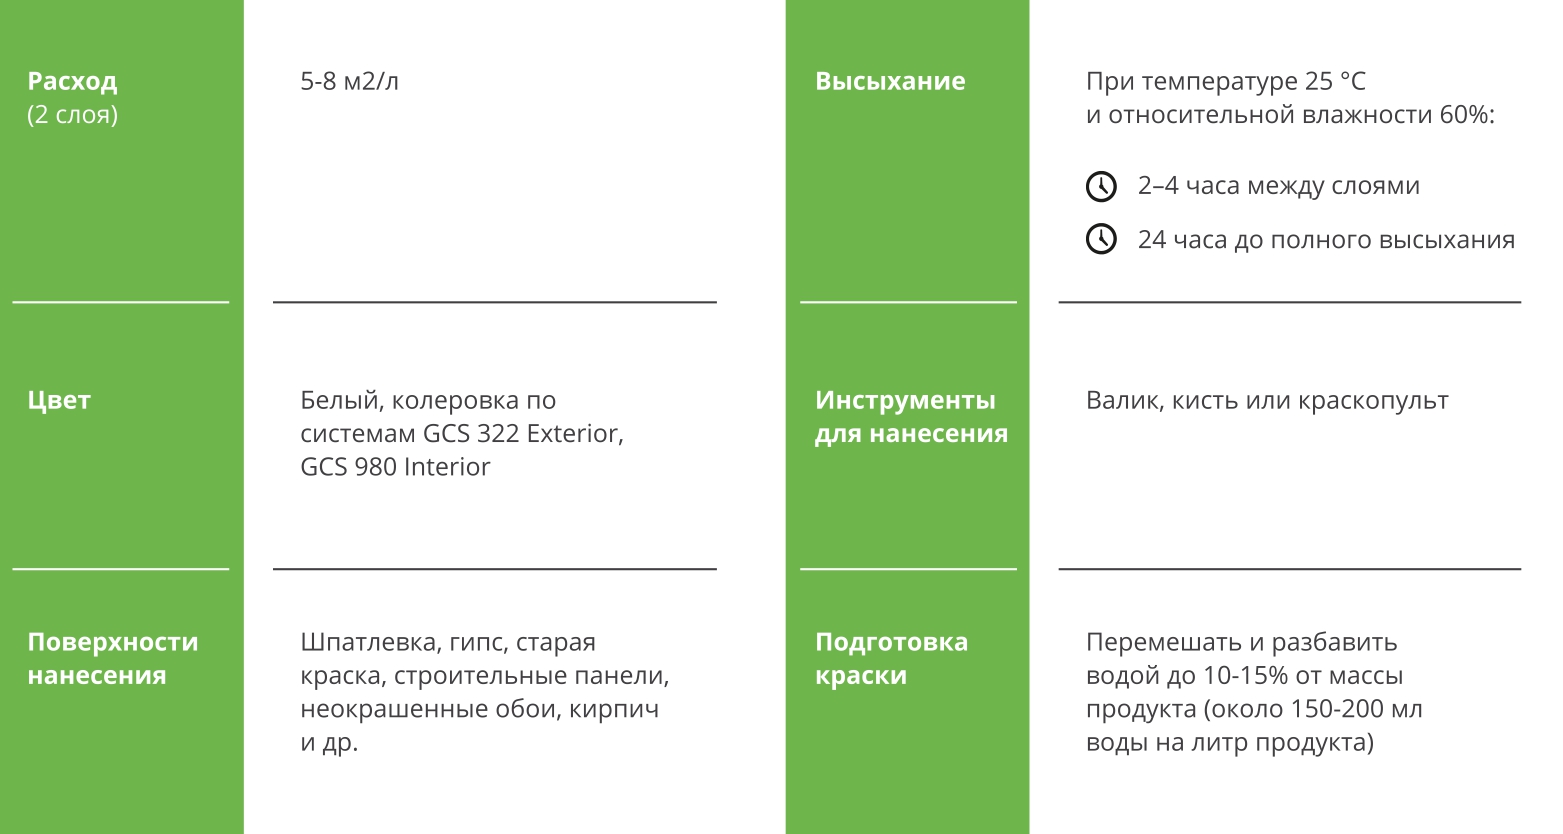 Расход
(2 слоя)
5-8 м2/л
Высыхание
При температуре 25 °C
и относительной влажности 60%:
2–4 часа между слоями
24 часа до полного высыхания
Цвет
Белый, колеровка по
системам GCS 322 Exterior,
GCS 980 Interior
Инструменты
для нанесения
Валик, кисть или краскопульт
Поверхности
нанесения
Шпатлевка, гипс, старая
краска, строительные панели,
неокрашенные обои, кирпич
и др.
Подготовка
краски
Перемешать и разбавить
водой до 10-15% от массы
продукта (около 150-200 мл
воды на литр продукта)